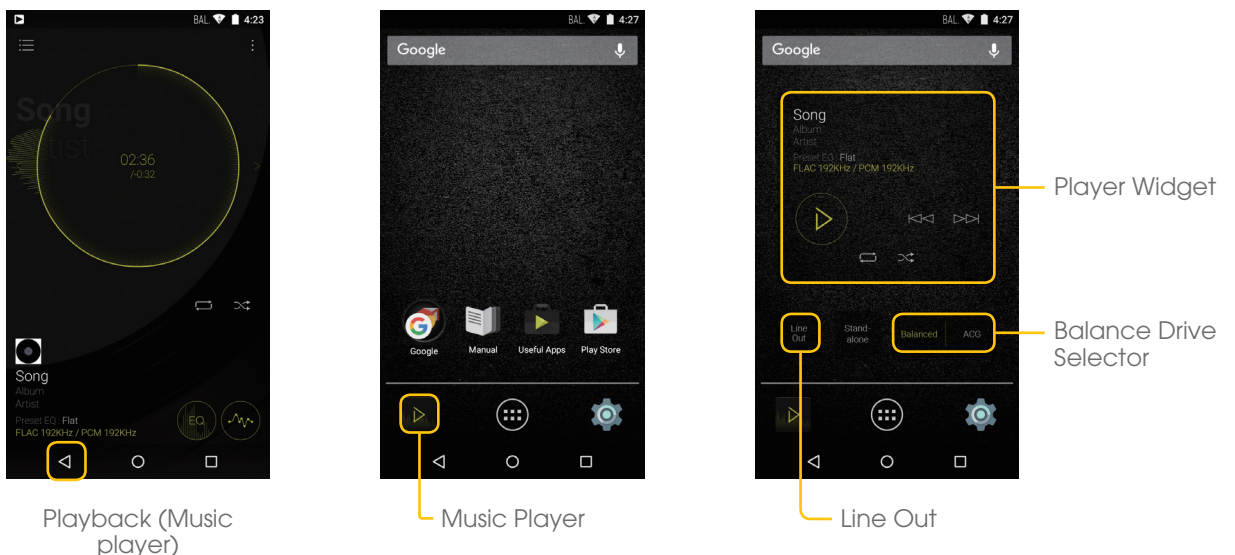 BAL. 4:23
Song
Artist
02:36
/-0:32
Song
Album
Artist
Preset EQ : Flat
FLAC 192KHz / PCM 192KHz
EQ
Playback (Music
player)
BAL. 4:27
Google
Google Manual Useful Apps Play Store
Music Player
BAL. 4:27
Google
Song
Album
Artist
Preset EQ : Flat
FLAC 192KHz / PCM 192KHz
Player Widget
Line
Out
Stand-
alone
Balanced ACG
Balance Drive
Selector
Line Out